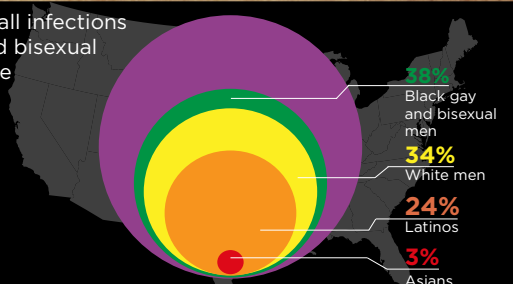 all infections
d bisexual
e
38%
Black gay
and bisexual
men
34%
White men
24%
Latinos
3%
Asians